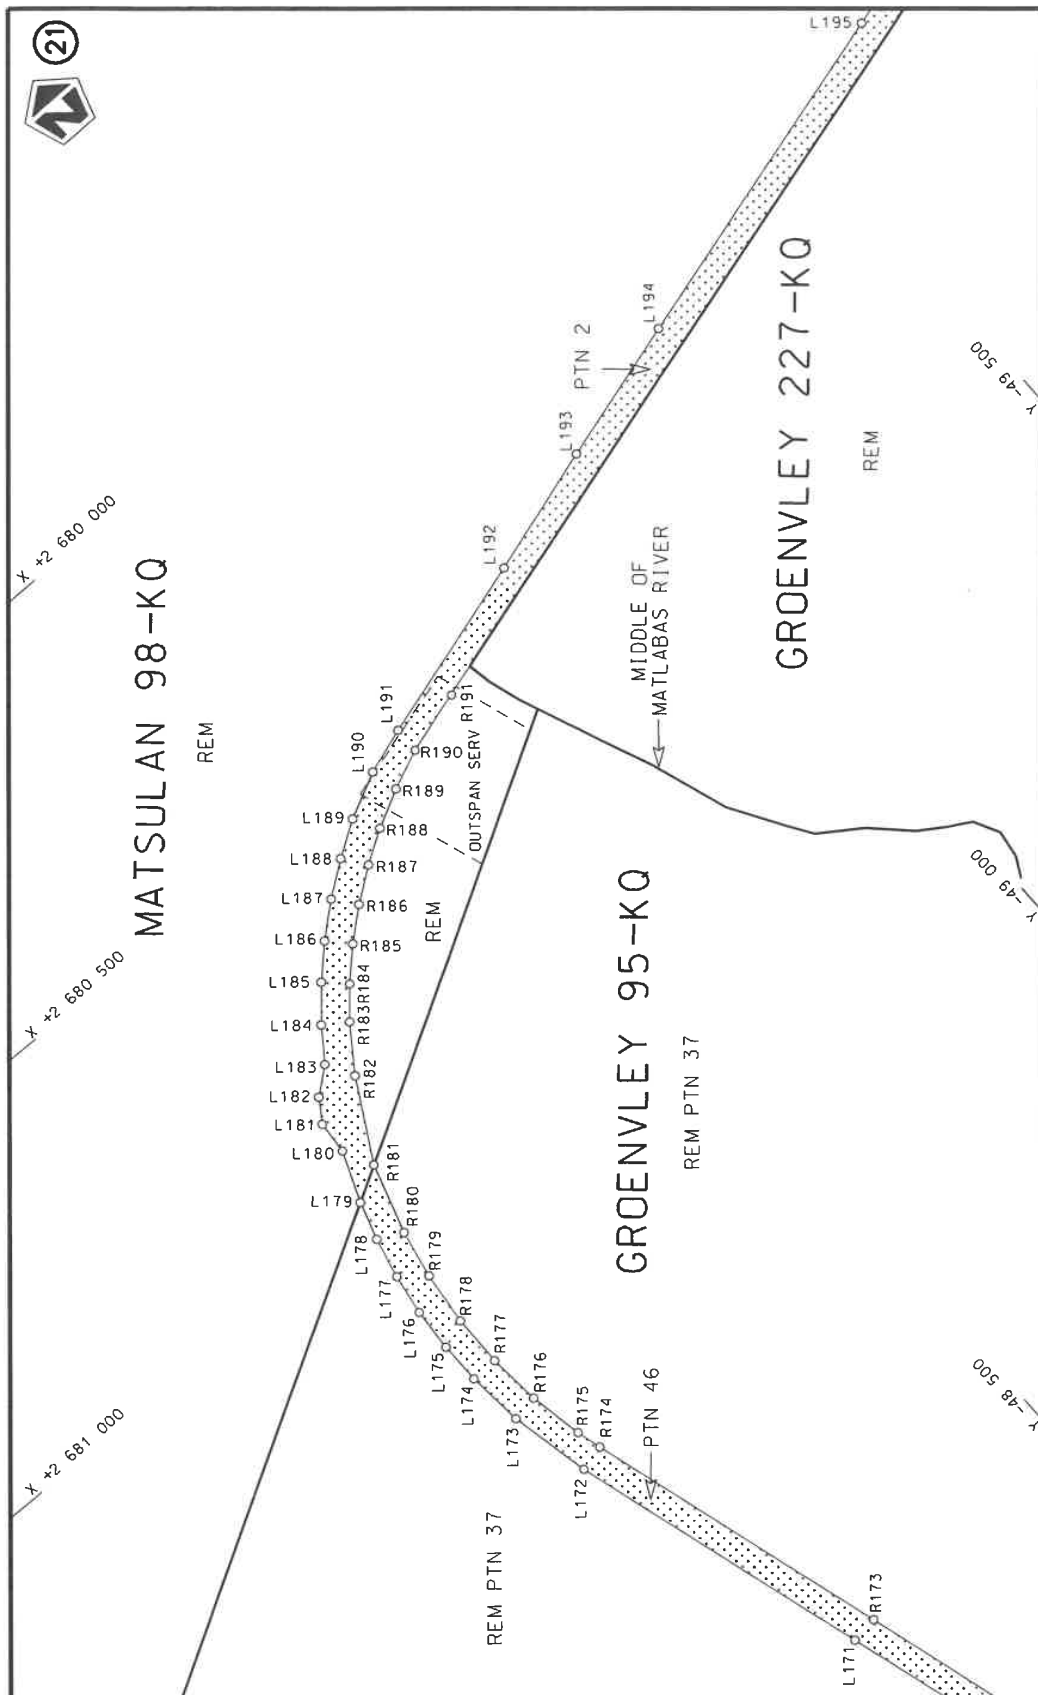 21
N
L195
X +2 680 000
MATSULAN 98-KQ
REM
L194
PTN 2
L193
L192
GROENVLEY 227-KQ
REM
Y -49 500
MIDDLE OF
MATLABAS RIVER
L191
L190
L189
L188
L187
L186
L185
L184
L183
L182
L181
L180
L179
L178
L177
L176
L175
L174
L173
L172
L171
R191
R190
R189
R188
R187
R186
R185
R184
R183
R182
R181
R180
R179
R178
R177
R176
R175
R174
R173
OUTSPAN SERV
REM
X +2 680 500
Y -49 000
GROENVLEY 95-KQ
REM PTN 37
X +2 681 000
REM PTN 37
PTN 46
Y -48 500